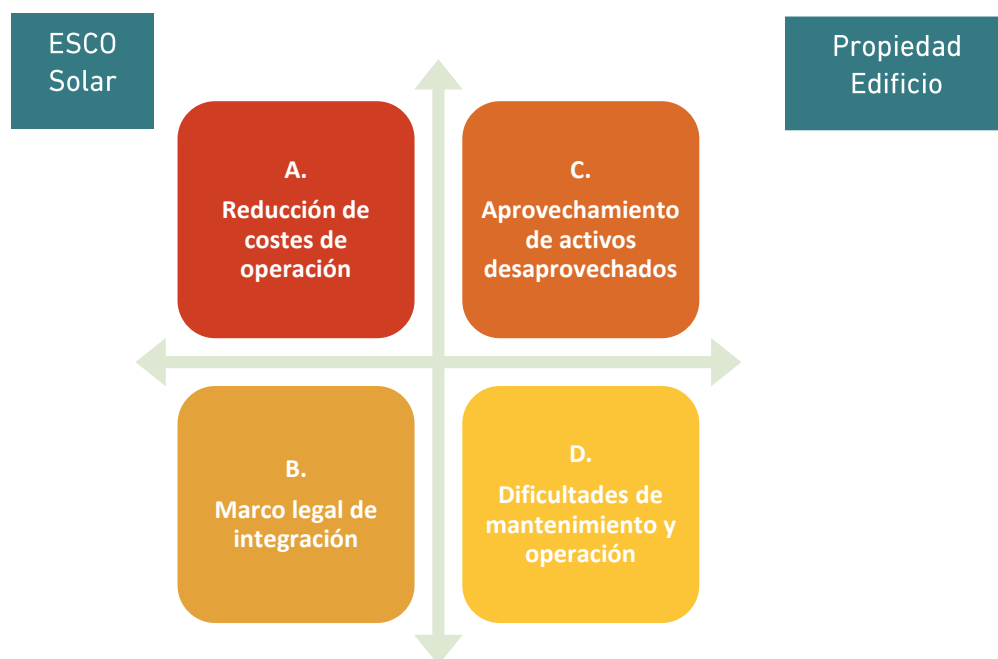 ESCO
Solar
Propiedad
Edificio
A.
Reducción de
costes de
operación
C.
Aprovechamiento
de activos
desaprovechados
B.
Marco legal de
integración
D.
Dificultades de
mantenimiento y
operación